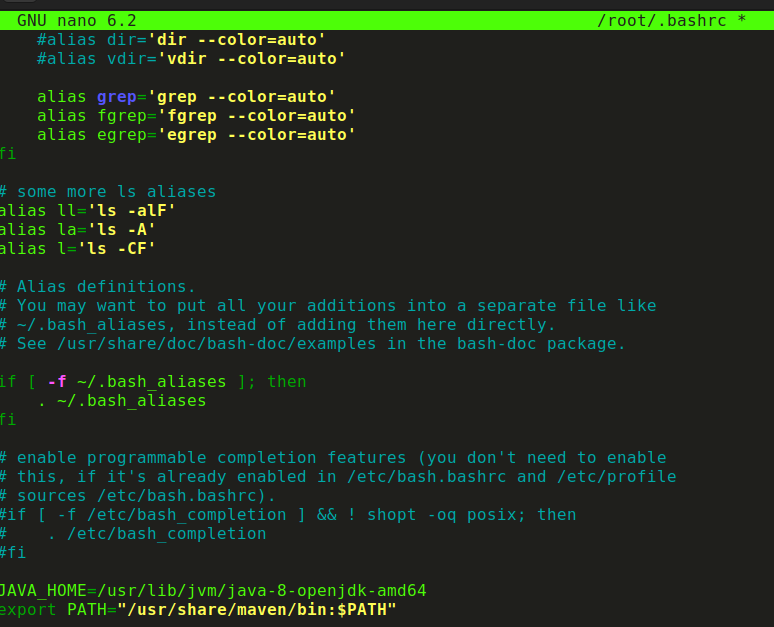 GNU nano 6.2 /root/.bashrc *
#alias dir='dir --color=auto'
#alias vdir='vdir --color=auto'
alias grep='grep --color=auto'
alias fgrep='fgrep --color=auto'
alias egrep='egrep --color=auto'
fi
# some more ls aliases
alias ll='ls -alF'
alias la='ls -A'
alias l='ls -CF'
# Alias definitions.
# You may want to put all your additions into a separate file like
# ~/.bash_aliases, instead of adding them here directly.
# See /usr/share/doc/bash-doc/examples in the bash-doc package.
if [ -f ~/.bash_aliases ]; then
. ~/.bash_aliases
fi
# enable programmable completion features (you don't need to enable
# this, if it's already enabled in /etc/bash.bashrc and /etc/profile
# sources /etc/bash.bashrc).
#if [ -f /etc/bash_completion ] && ! shopt -oq posix; then
#    . /etc/bash_completion
#fi
JAVA_HOME=/usr/lib/jvm/java-8-openjdk-amd64
export PATH="/usr/share/maven/bin:$PATH"